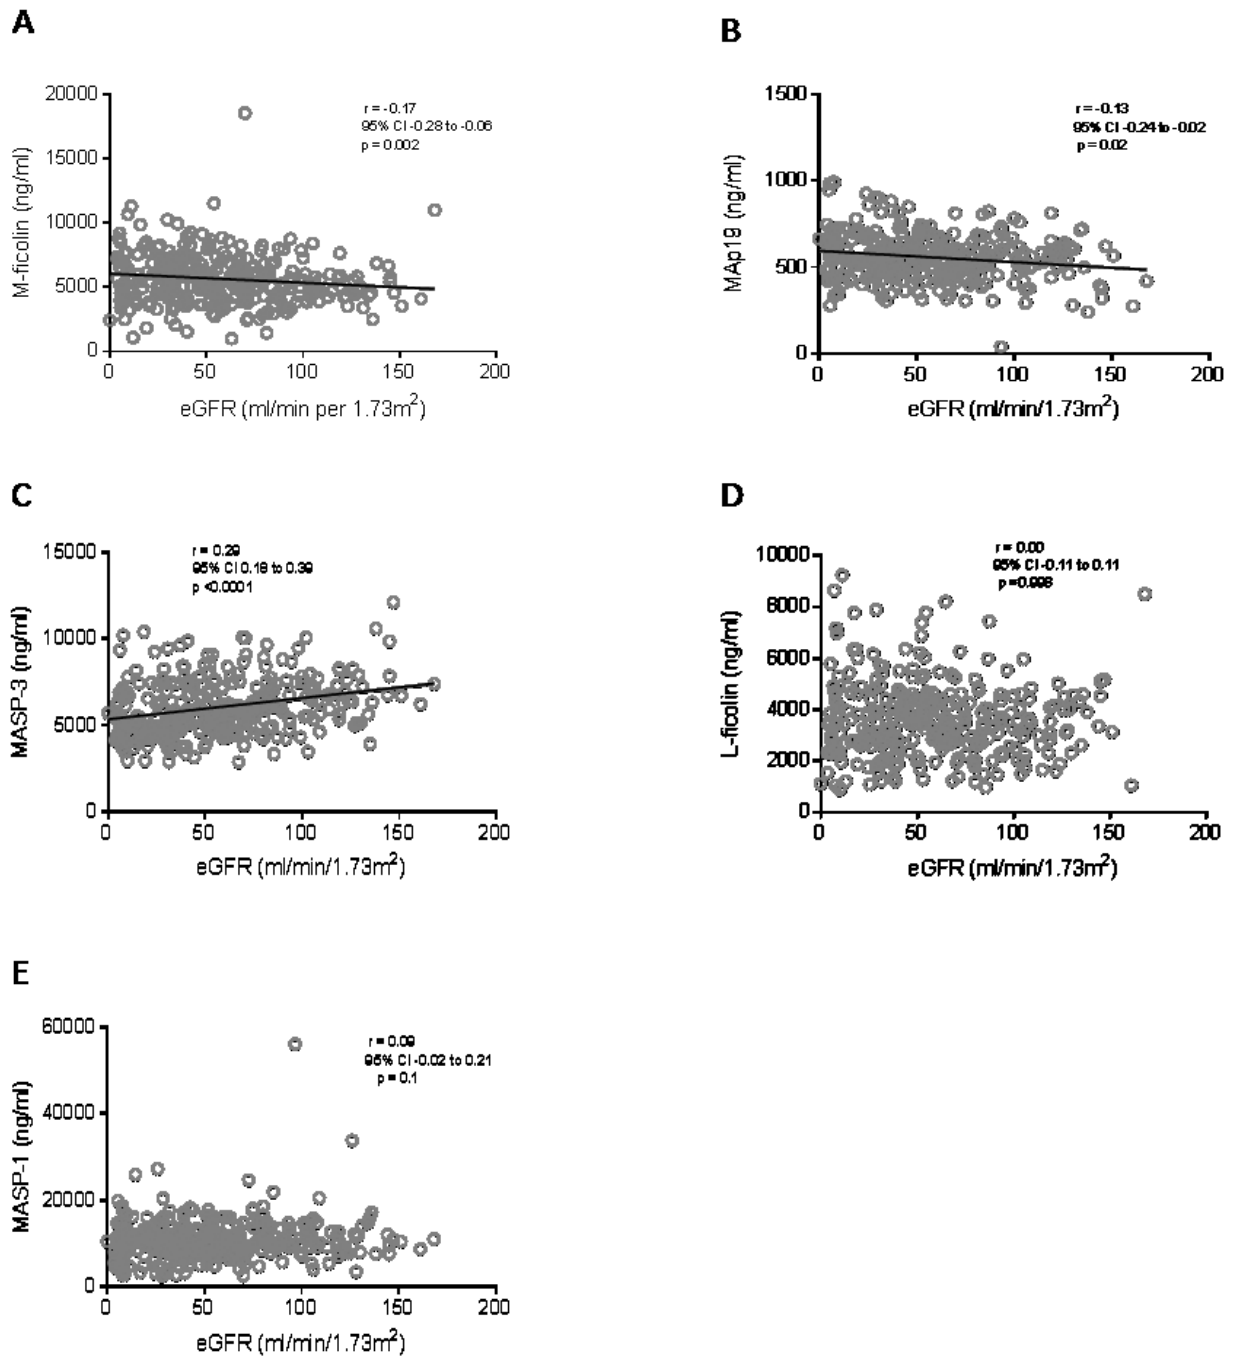 A
20000
15000
10000
5000
0
M-ficolin (ng/ml)
r = -0.17
95% CI -0.28 to -0.06
p = 0.002
0 50 100 150 200
eGFR (ml/min per 1.73m²)
B
1500
1000
500
0
MAp19 (ng/ml)
r = -0.13
95% CI -0.24 to -0.02
p = 0.02
0 50 100 150 200
eGFR (ml/min/1.73m²)
C
15000
10000
5000
0
MASP-3 (ng/ml)
r = 0.29
95% CI 0.18 to 0.39
p <0.0001
0 50 100 150 200
eGFR (ml/min/1.73m²)
D
10000
8000
6000
4000
2000
0
L-ficolin (ng/ml)
r = 0.00
95% CI -0.11 to 0.11
p =0.998
0 50 100 150 200
eGFR (ml/min/1.73m²)
E
60000
40000
20000
0
MASP-1 (ng/ml)
r = 0.09
95% CI -0.02 to 0.21
p = 0.1
0 50 100 150 200
eGFR (ml/min/1.73m²)